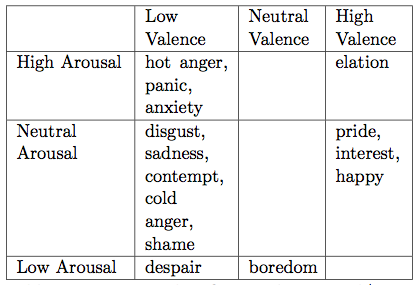 Low Valence
Neutral Valence
High Valence
High Arousal
hot anger, panic, anxiety
elation
Neutral Arousal
disgust, sadness, contempt, cold anger, shame
pride, interest, happy
Low Arousal
despair
boredom